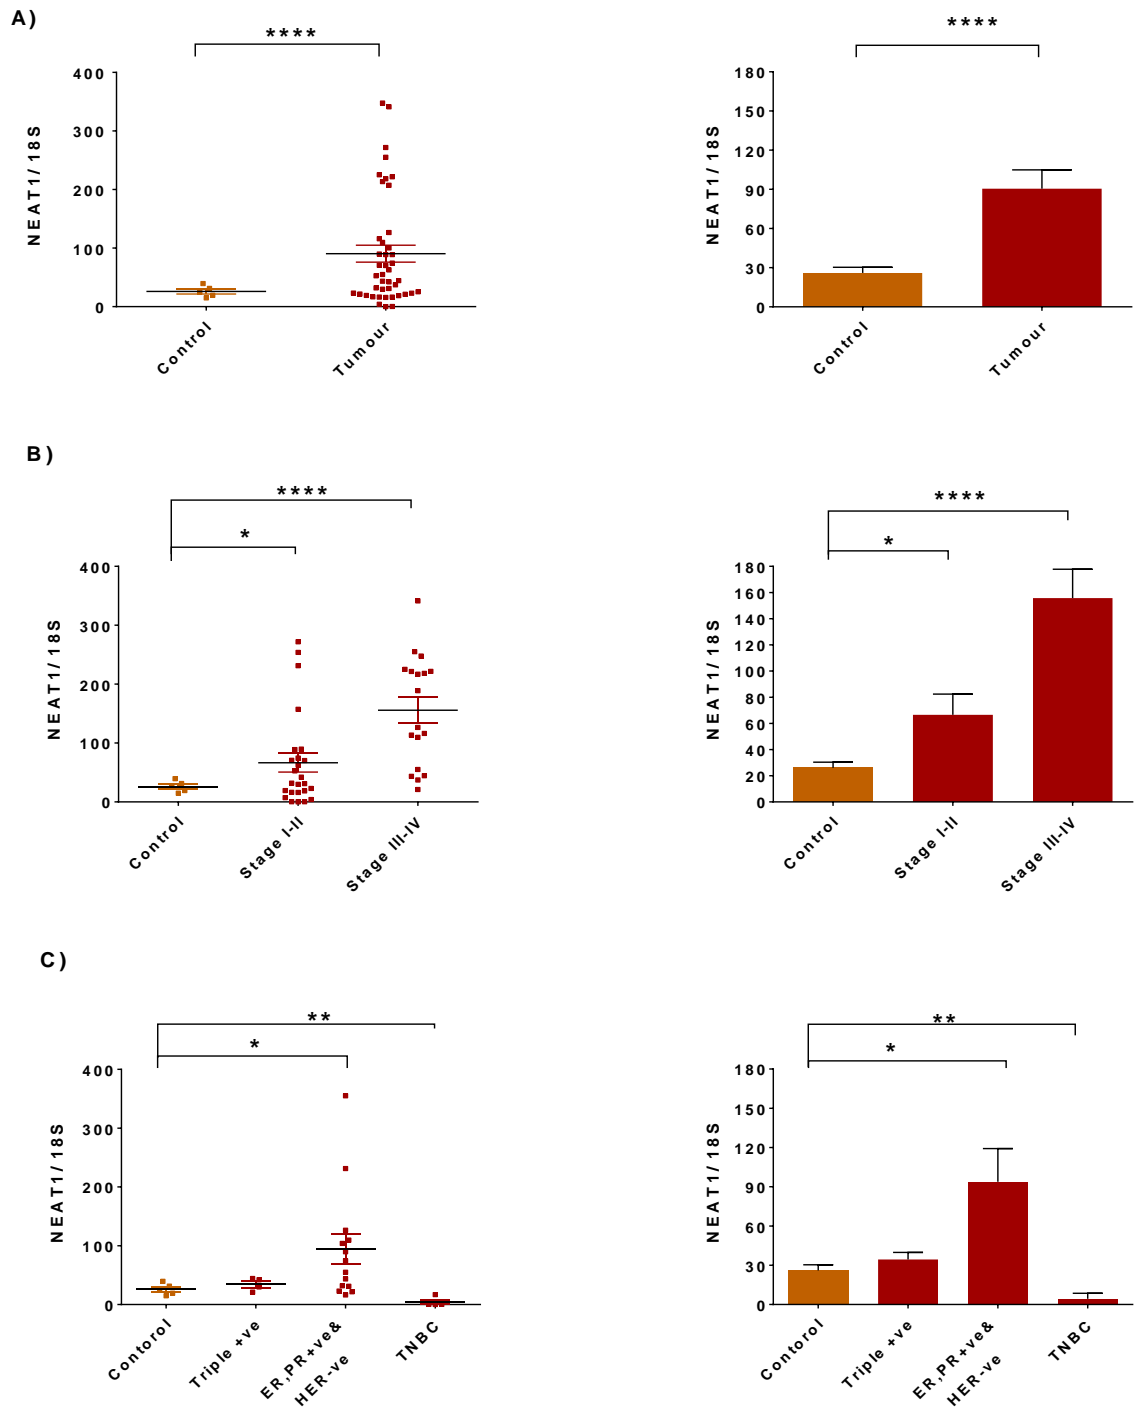 A)
****
400
300
200
100
0
NEAT1/18S
Control
Tumour
****
180
150
120
90
60
30
0
NEAT1/18S
Control
Tumour
B)
****
*
400
300
200
100
0
NEAT1/18S
Control
Stage I-II
Stage III-IV
****
*
180
160
140
120
100
80
60
40
20
0
NEAT1/18S
Control
Stage I-II
Stage III-IV
C)
**
*
400
300
200
100
0
NEAT1/18S
Contorol
Triple +ve
ER,PR+ve&
HER-ve
TNBC
**
*
180
150
120
90
60
30
0
NEAT1/18S
Contorol
Triple +ve
ER,PR+ve&
HER-ve
TNBC